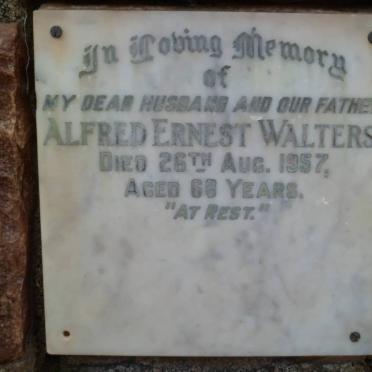 In Loving Memory
of
MY DEAR HUSBAND AND OUR FATHER
ALFRED ERNEST WALTERS
DIED 26TH AUG. 1957,
AGED 68 YEARS.
"AT REST."